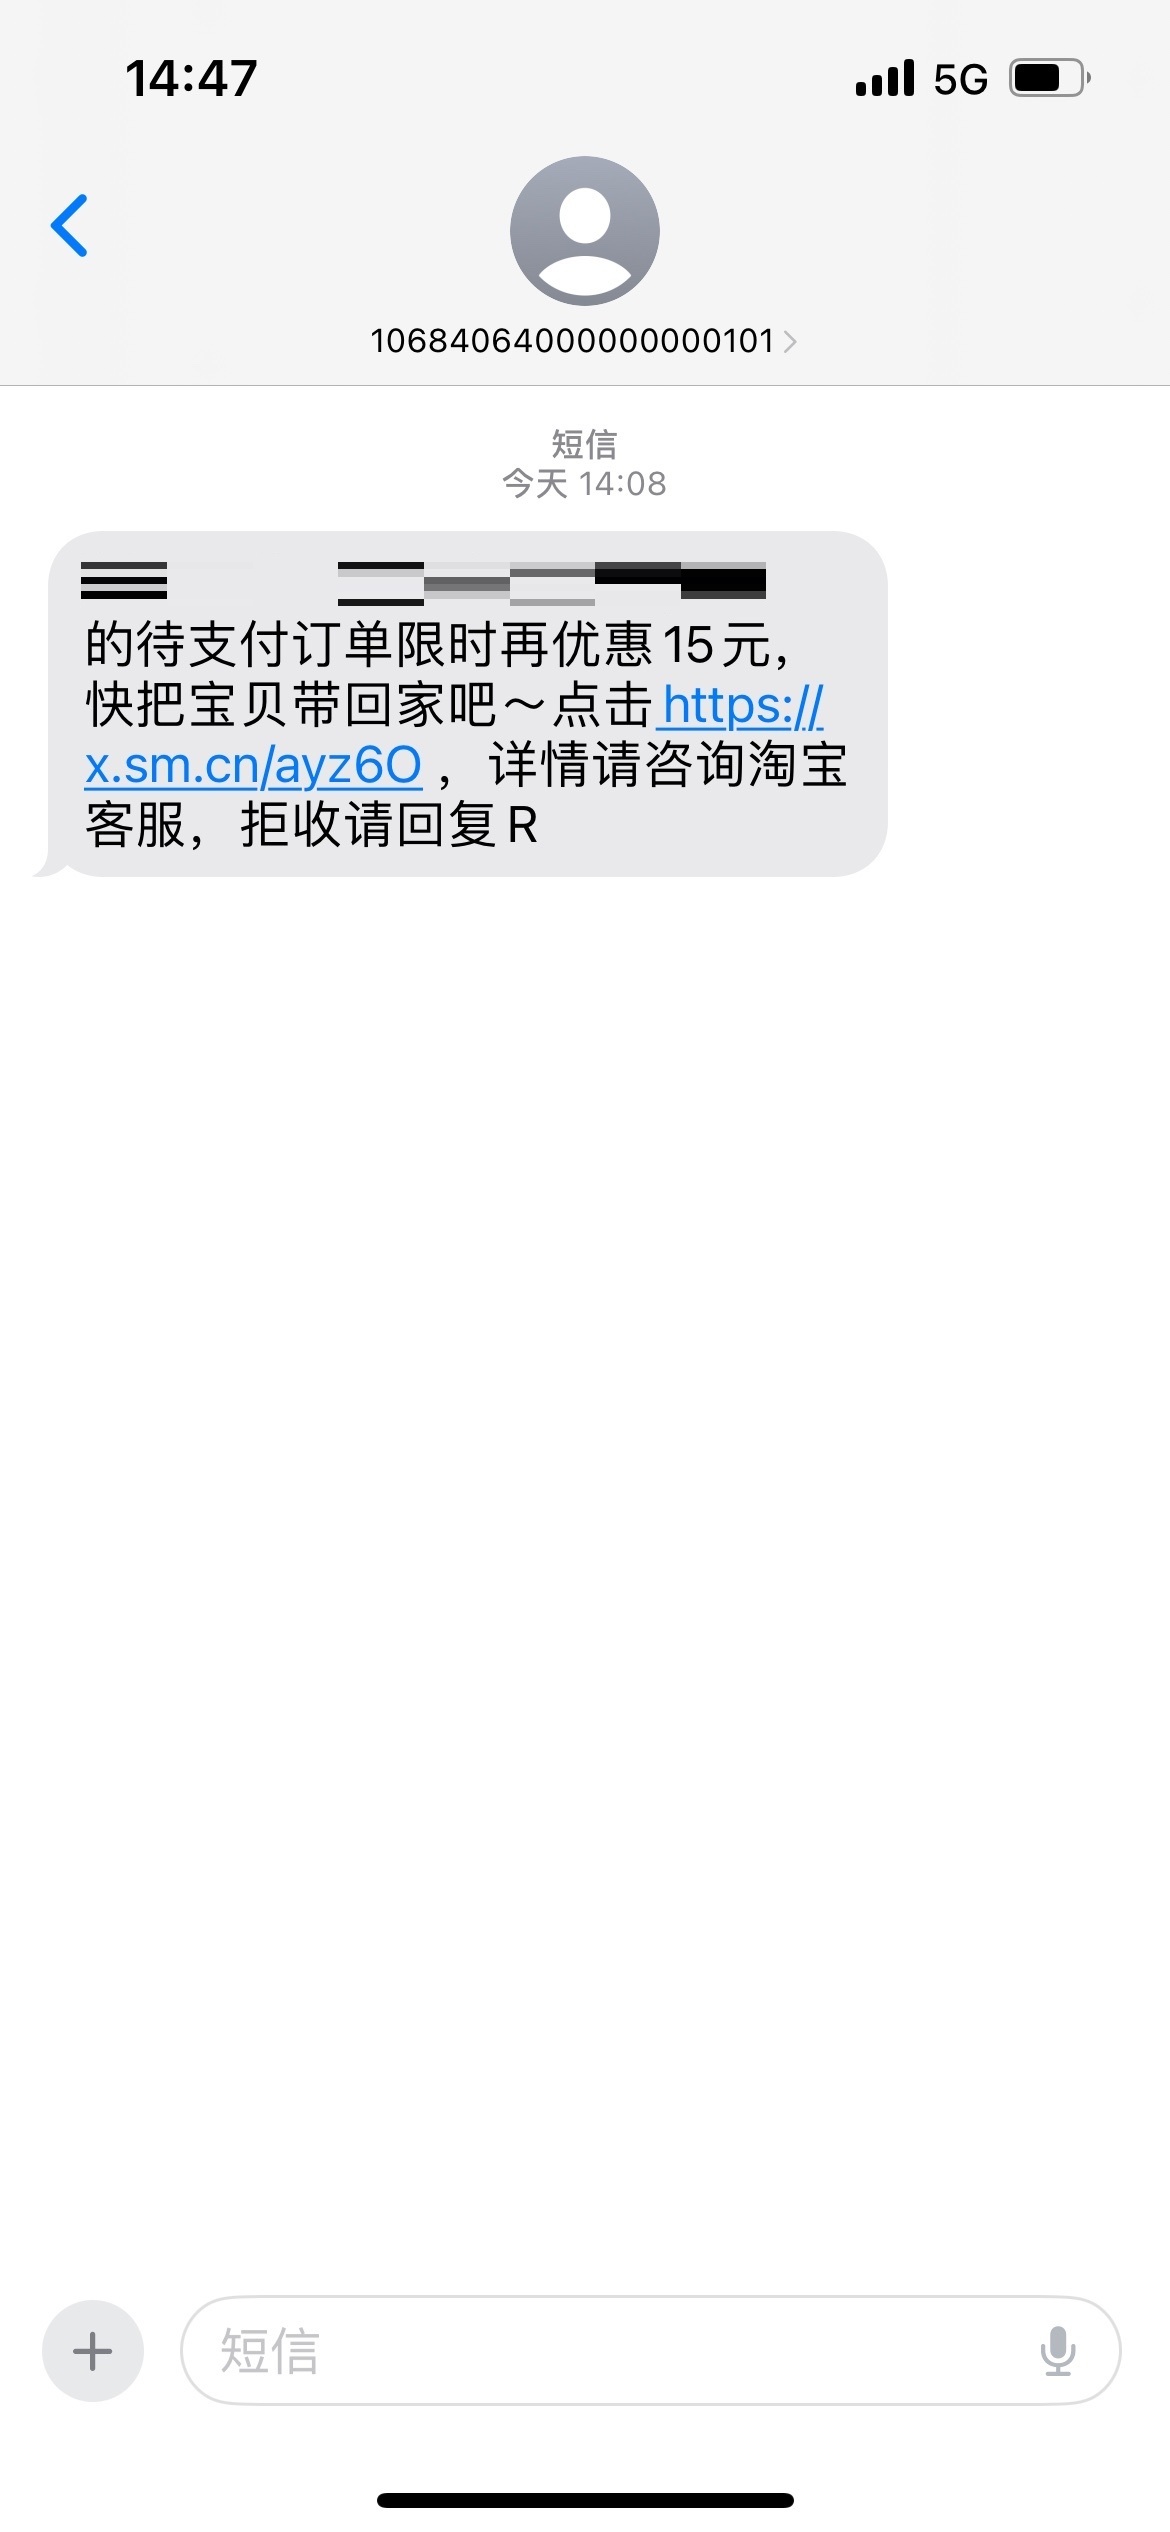 14:47
5G
10684064000000000101
短信
今天 14:08
的待支付订单限时再优惠15元，
快把宝贝带回家吧～点击https://
x.sm.cn/ayz6O ，详情请咨询淘宝
客服，拒收请回复R
短信